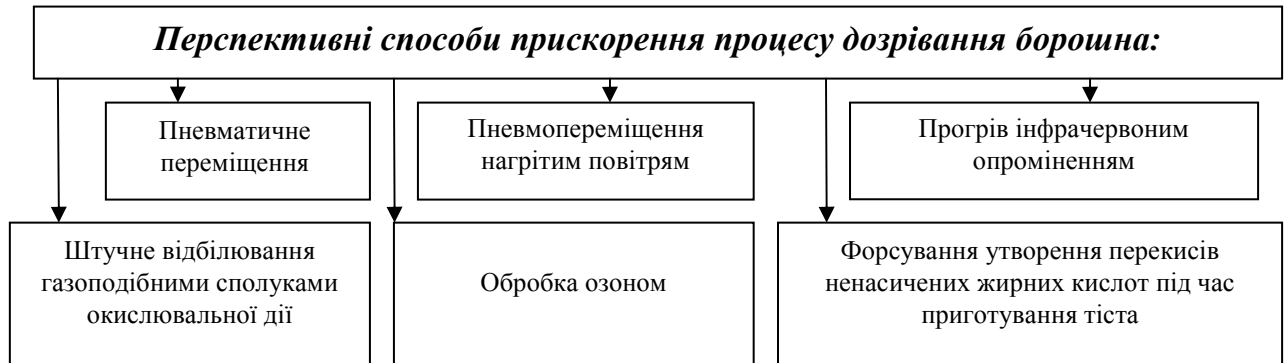 Перспективні способи прискорення процесу дозрівання борошна:
Пневматичне
переміщення
Пневмопереміщення
нагрітим повітрям
Прогрів інфрачервоним
опроміненням
Штучне відбілювання
газоподібними сполуками
окислювальної дії
Обробка озоном
Форсування утворення перекисів
ненасичених жирних кислот під час
приготування тіста